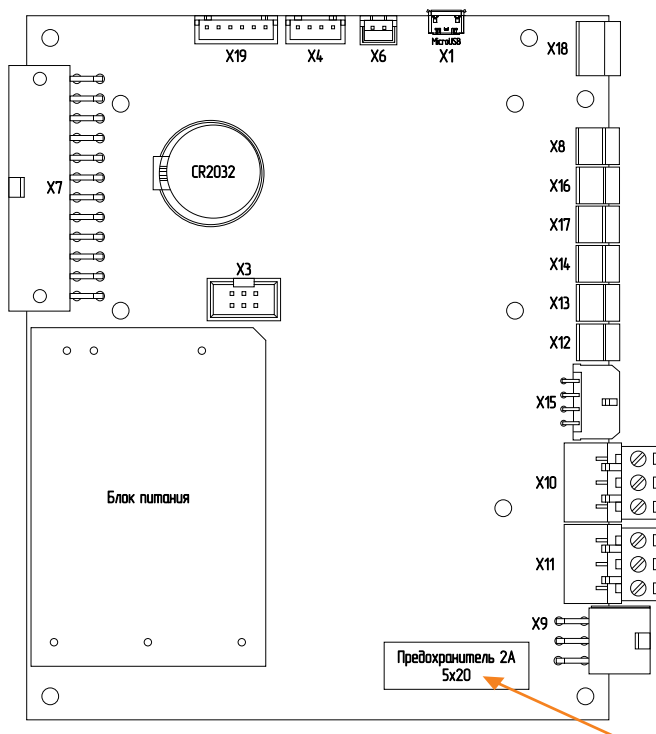 X19
X4
X6
MicroUSB
X1
X18
X8
CR2032
X7
X16
X17
X14
X3
X13
X12
X15
X10
Блок питания
X11
X9
Предохранитель 2А
5x20